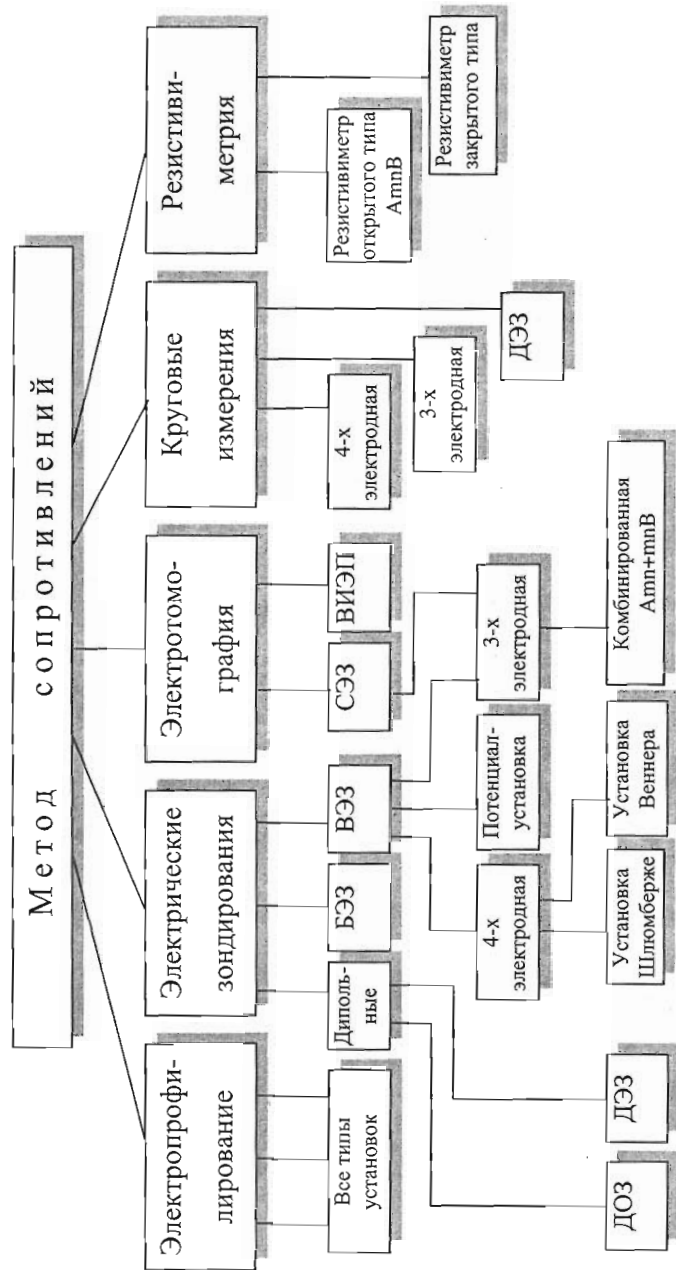 Метод сопротивлений
Электропрофи-
лирование
Электрические
зондирования
Электротомо-
графия
Круговые
измерения
Резистиви-
метрия
Все типы
установок
Диполь-
ные
БЭЗ
ВЭЗ
СЭЗ
ВИЭП
4-х
электродная
3-х
электродная
ДЭЗ
Резистивиметр
открытого типа
AmnB
Резистивиметр
закрытого типа
4-х
электродная
Потенциал-
установка
3-х
электродная
ДОЗ
ДЭЗ
Установка
Шлюмберже
Установка
Веннера
Комбинированная
Amn+mnB